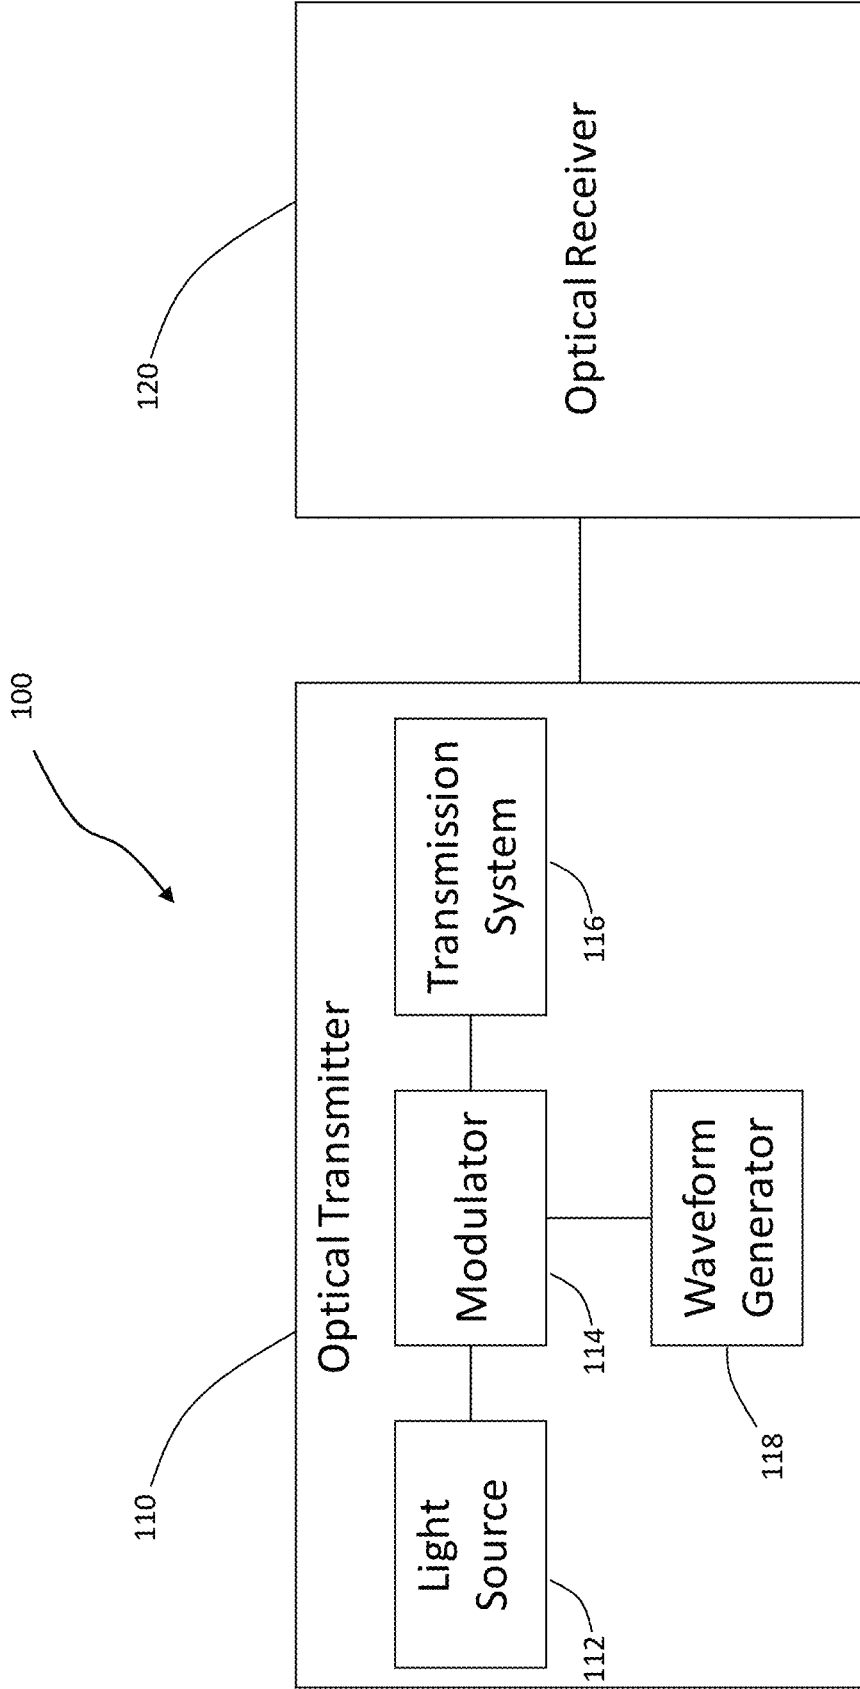 100
110
120
Optical Transmitter
Light
Source
112
Modulator
114
Transmission
System
116
Waveform
Generator
118
Optical Receiver